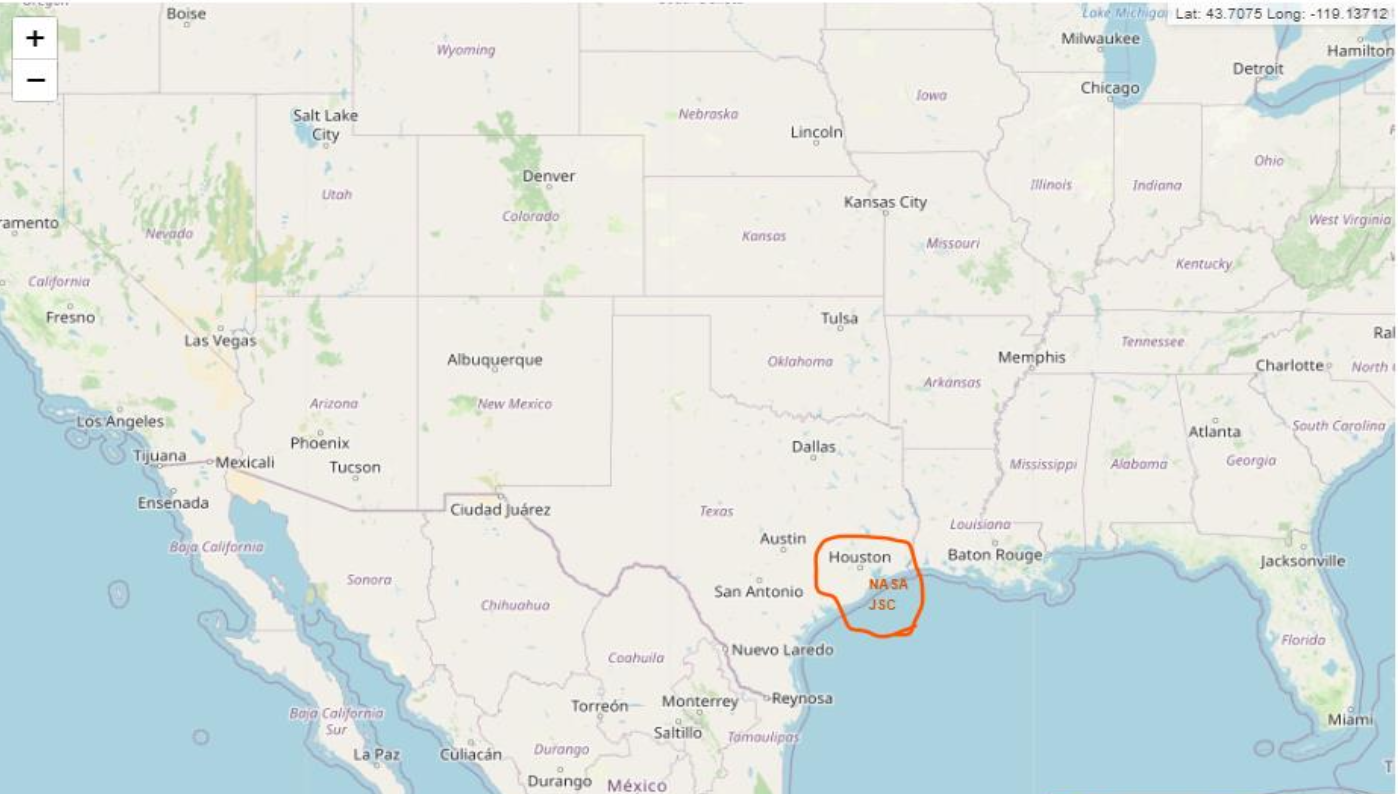 Boise
Wyoming
Lake Michigan
Lat: 43.7075 Long: -119.13712
Milwaukee
Hamilton
+
−
Detroit
Chicago
Iowa
Nebraska
Salt Lake
City
Lincoln
Ohio
Denver
Utah
Illinois
Indiana
Colorado
Kansas City
West Virginia
ramento
Nevada
Kansas
Missouri
Kentucky
California
Fresno
Las Vegas
Tulsa
Tennessee
Ral
Albuquerque
Oklahoma
Memphis
Charlotte
North
Arkansas
Arizona
New Mexico
Los Angeles
Phoenix
Dallas
Atlanta
South Carolina
Tijuana
Mexicali
Tucson
Mississippi
Alabama
Georgia
Ensenada
Ciudad Juárez
Texas
Louisiana
Austin
Houston
Baton Rouge
Jacksonville
Baja California
Sonora
San Antonio
NASA
JSC
Chihuahua
Florida
Coahuila
Nuevo Laredo
Reynosa
Torreón
Monterrey
Saltillo
Tamaulipas
Baja California
Sur
Miami
La Paz
Culiacán
Durango
Durango
México